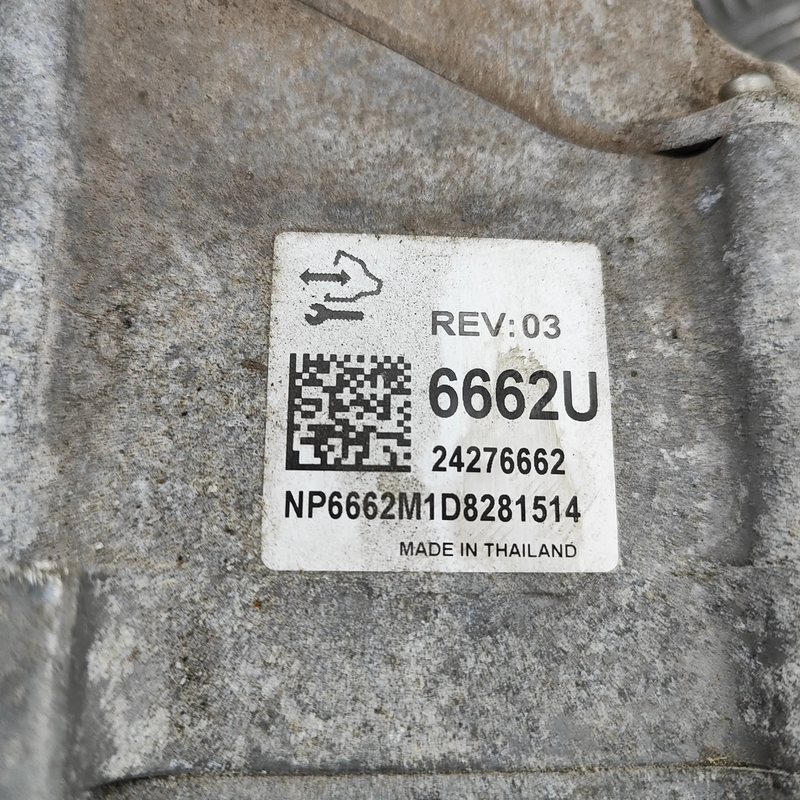 REV: 03
6662U
24276662
NP6662M1D8281514
MADE IN THAILAND